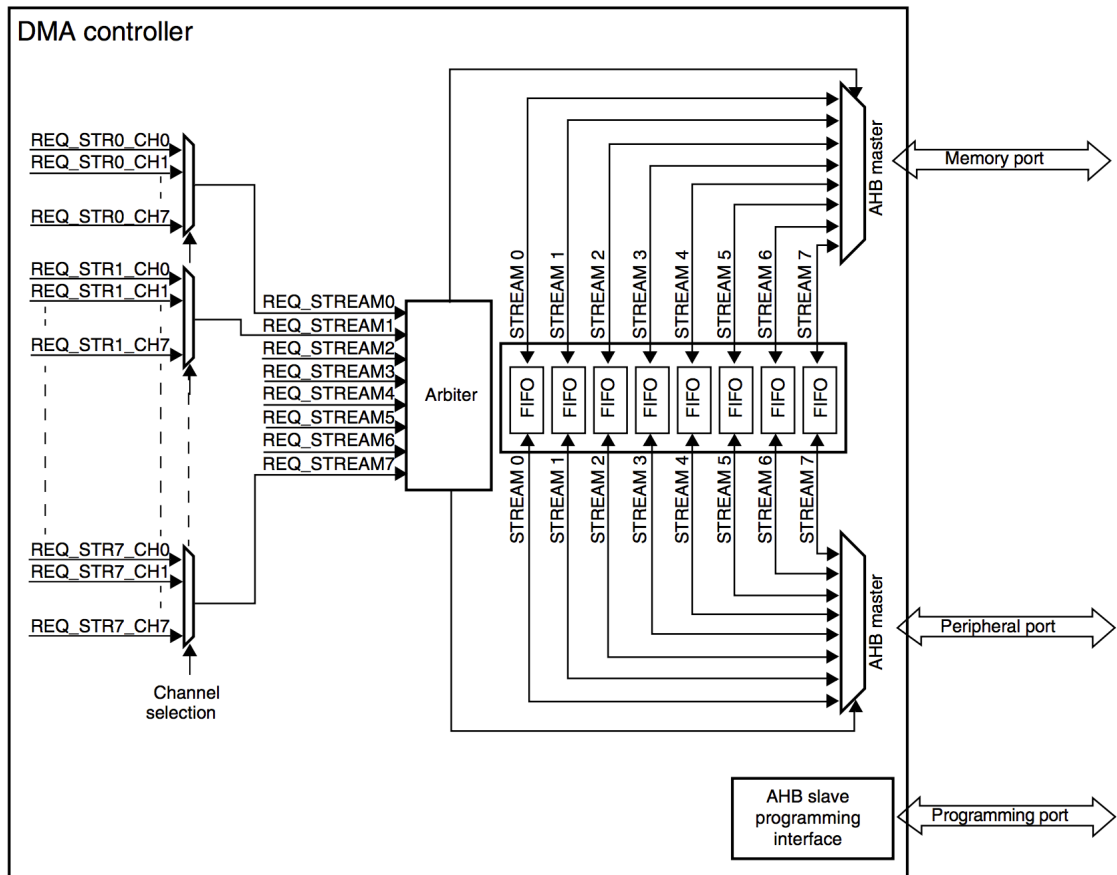 DMA controller
REQ_STR0_CH0
REQ_STR0_CH1
REQ_STR0_CH7
REQ_STR1_CH0
REQ_STR1_CH1
REQ_STR1_CH7
REQ_STR7_CH0
REQ_STR7_CH1
REQ_STR7_CH7
Channel
selection
REQ_STREAM0
REQ_STREAM1
REQ_STREAM2
REQ_STREAM3
REQ_STREAM4
REQ_STREAM5
REQ_STREAM6
REQ_STREAM7
Arbiter
STREAM 0
STREAM 1
STREAM 2
STREAM 3
STREAM 4
STREAM 5
STREAM 6
STREAM 7
FIFO
FIFO
FIFO
FIFO
FIFO
FIFO
FIFO
FIFO
STREAM 0
STREAM 1
STREAM 2
STREAM 3
STREAM 4
STREAM 5
STREAM 6
STREAM 7
AHB master
Memory port
AHB master
Peripheral port
AHB slave
programming
interface
Programming port